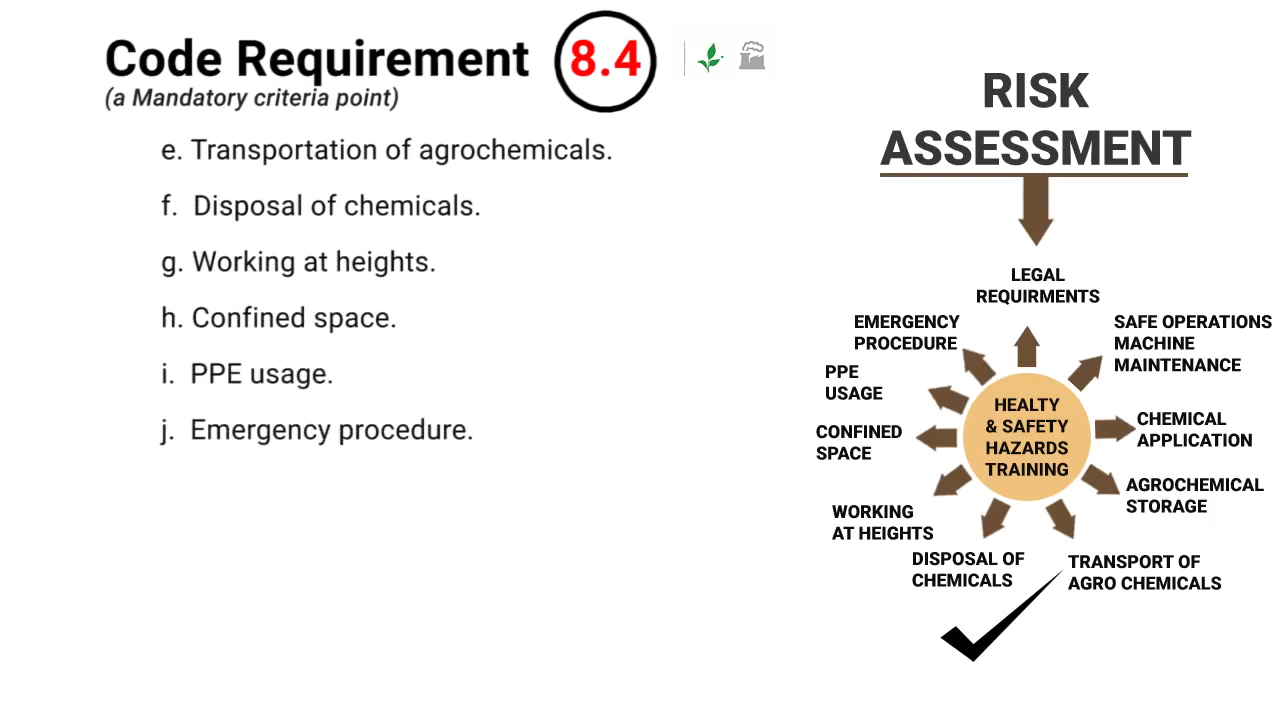 Code Requirement 8.4
(a Mandatory criteria point)
e. Transportation of agrochemicals.
f. Disposal of chemicals.
g. Working at heights.
h. Confined space.
i. PPE usage.
j. Emergency procedure.
RISK
ASSESSMENT
LEGAL
REQUIRMENTS
EMERGENCY
PROCEDURE
SAFE OPERATIONS
MACHINE
MAINTENANCE
PPE
USAGE
CHEMICAL
APPLICATION
CONFINED
SPACE
HEALTY
& SAFETY
HAZARDS
TRAINING
AGROCHEMICAL
STORAGE
WORKING
AT HEIGHTS
DISPOSAL OF
CHEMICALS
TRANSPORT OF
AGRO CHEMICALS